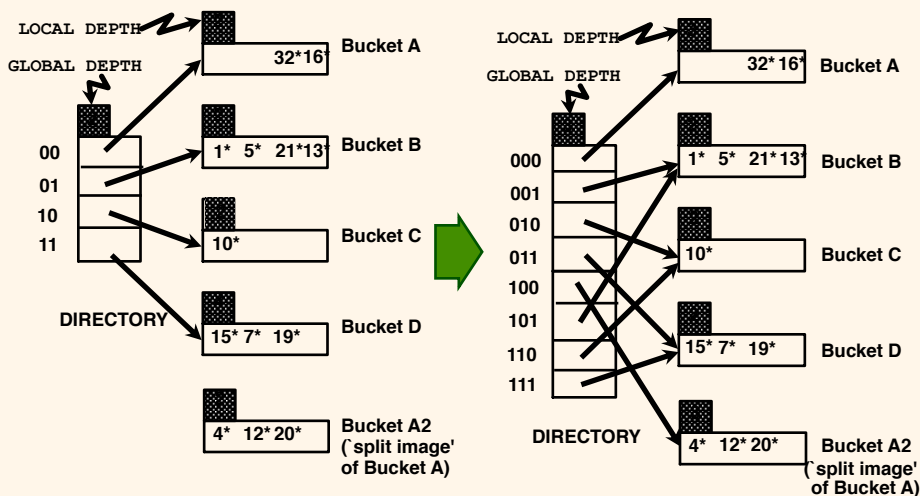 LOCAL DEPTH
GLOBAL DEPTH
32* 16*
Bucket A
00
01
10
11
1* 5* 21* 13*
Bucket B
10*
Bucket C
DIRECTORY
15* 7* 19*
Bucket D
4* 12* 20*
Bucket A2
(`split image'
of Bucket A)
LOCAL DEPTH
GLOBAL DEPTH
32* 16*
Bucket A
000
001
010
011
100
101
110
111
1* 5* 21* 13*
Bucket B
10*
Bucket C
15* 7* 19*
Bucket D
DIRECTORY
4* 12* 20*
Bucket A2
(`split image'
of Bucket A)